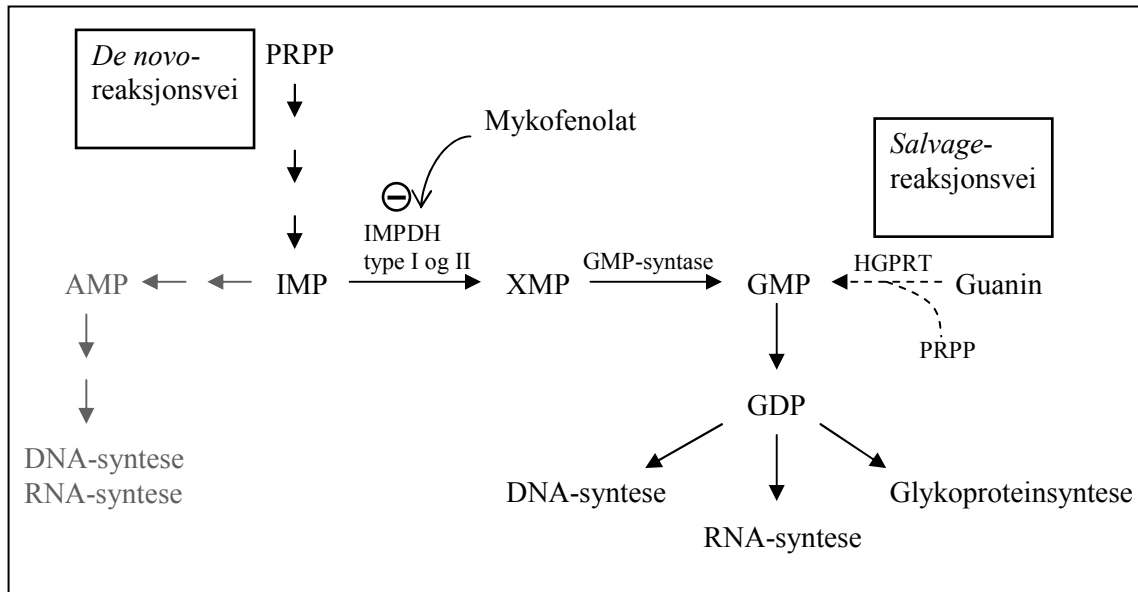 De novo-
reaksjonsvei
PRPP
Mykofenolat
Salvage-
reaksjonsvei
IMPDH
type I og II
GMP-syntase
HGPRT
AMP
IMP
XMP
GMP
Guanin
PRPP
GDP
DNA-syntese
RNA-syntese
DNA-syntese
Glykoproteinsyntese
RNA-syntese